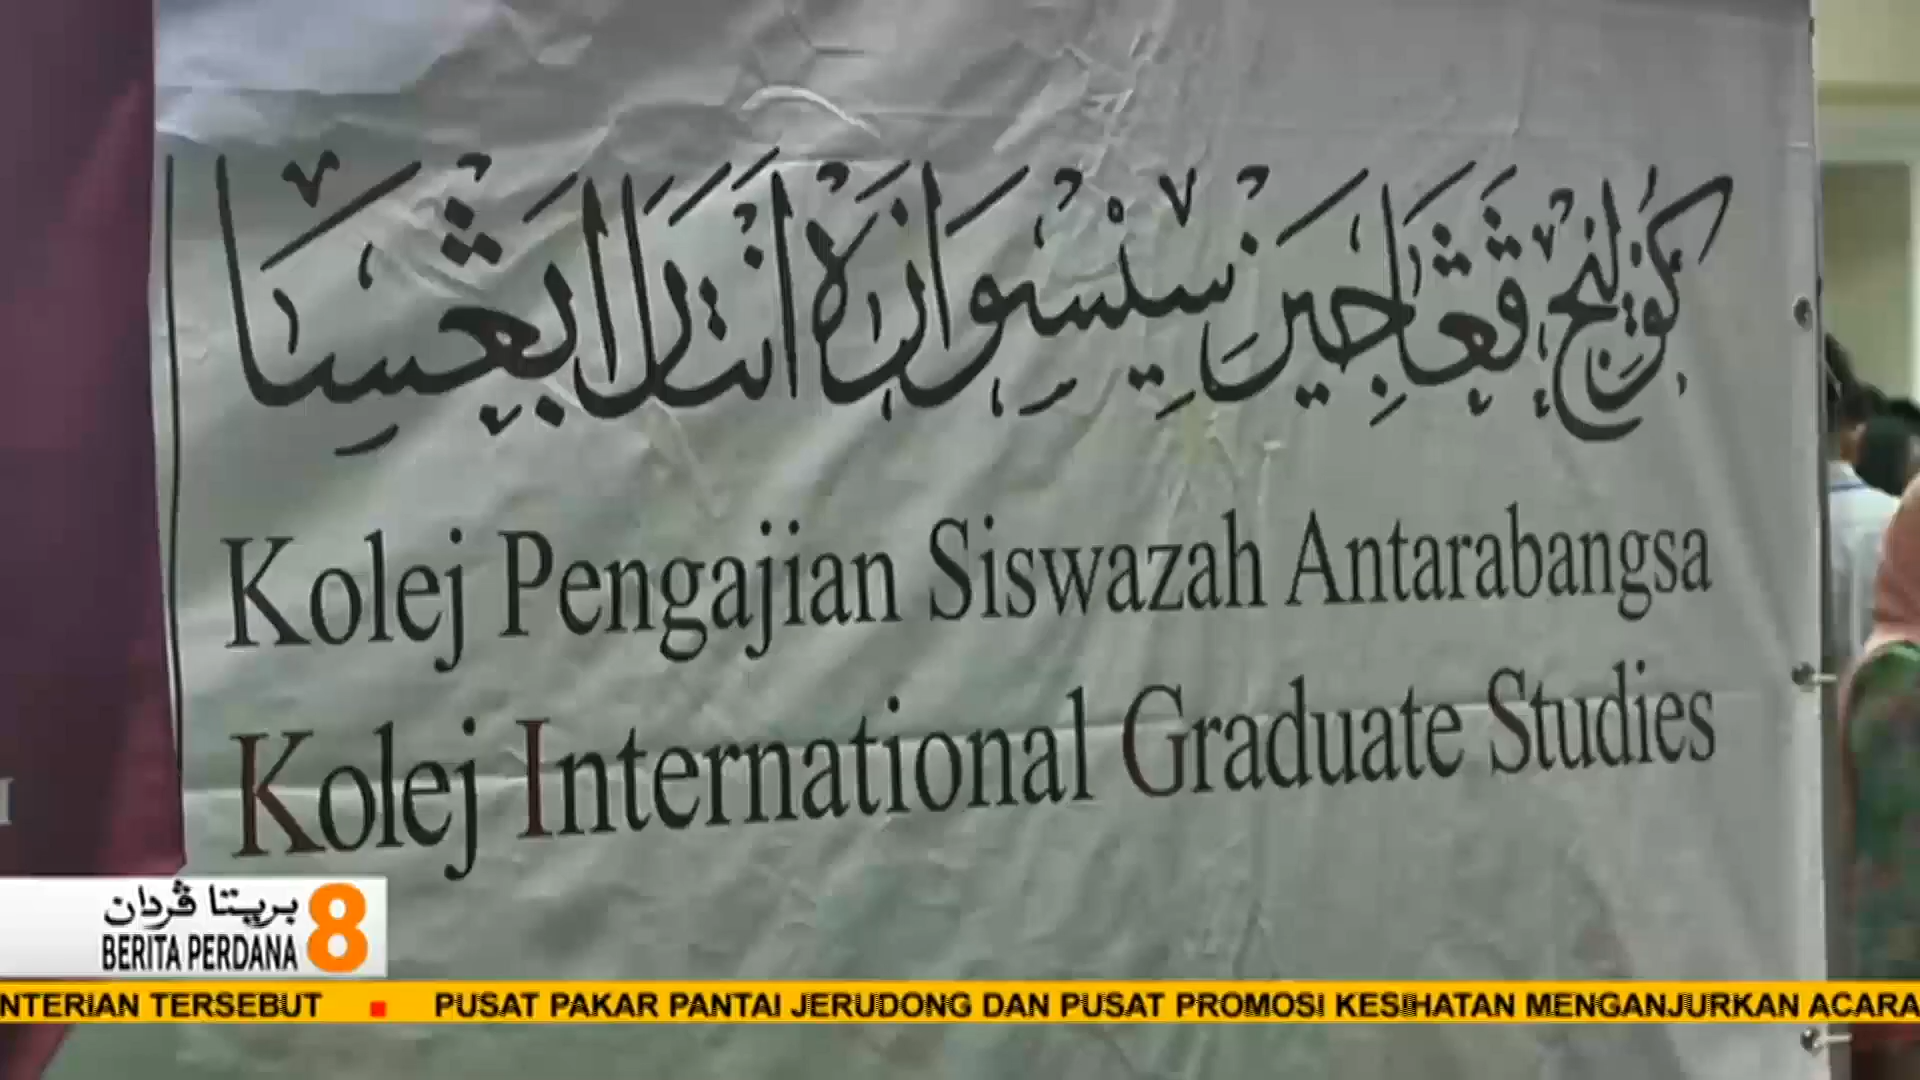 كوليج ڤڠاجين سيسوازه انتارابڠسا
Kolej Pengajian Siswazah Antarabangsa
Kolej International Graduate Studies
بريتا ڤردان
BERITA PERDANA
8
NTERIAN TERSEBUT ▪ PUSAT PAKAR PANTAI JERUDONG DAN PUSAT PROMOSI KESIHATAN MENGANJURKAN ACARA